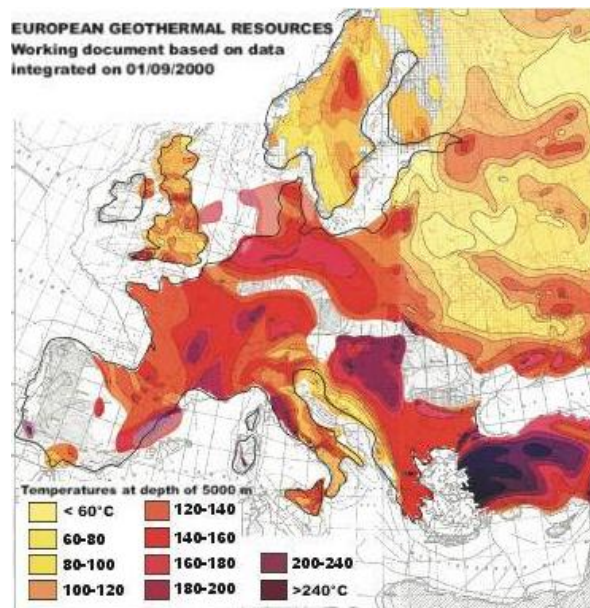 EUROPEAN GEOTHERMAL RESOURCES
Working document based on data
integrated on 01/09/2000
Temperatures at depth of 5000 m
< 60°C
60-80
80-100
100-120
120-140
140-160
160-180
180-200
200-240
>240°C